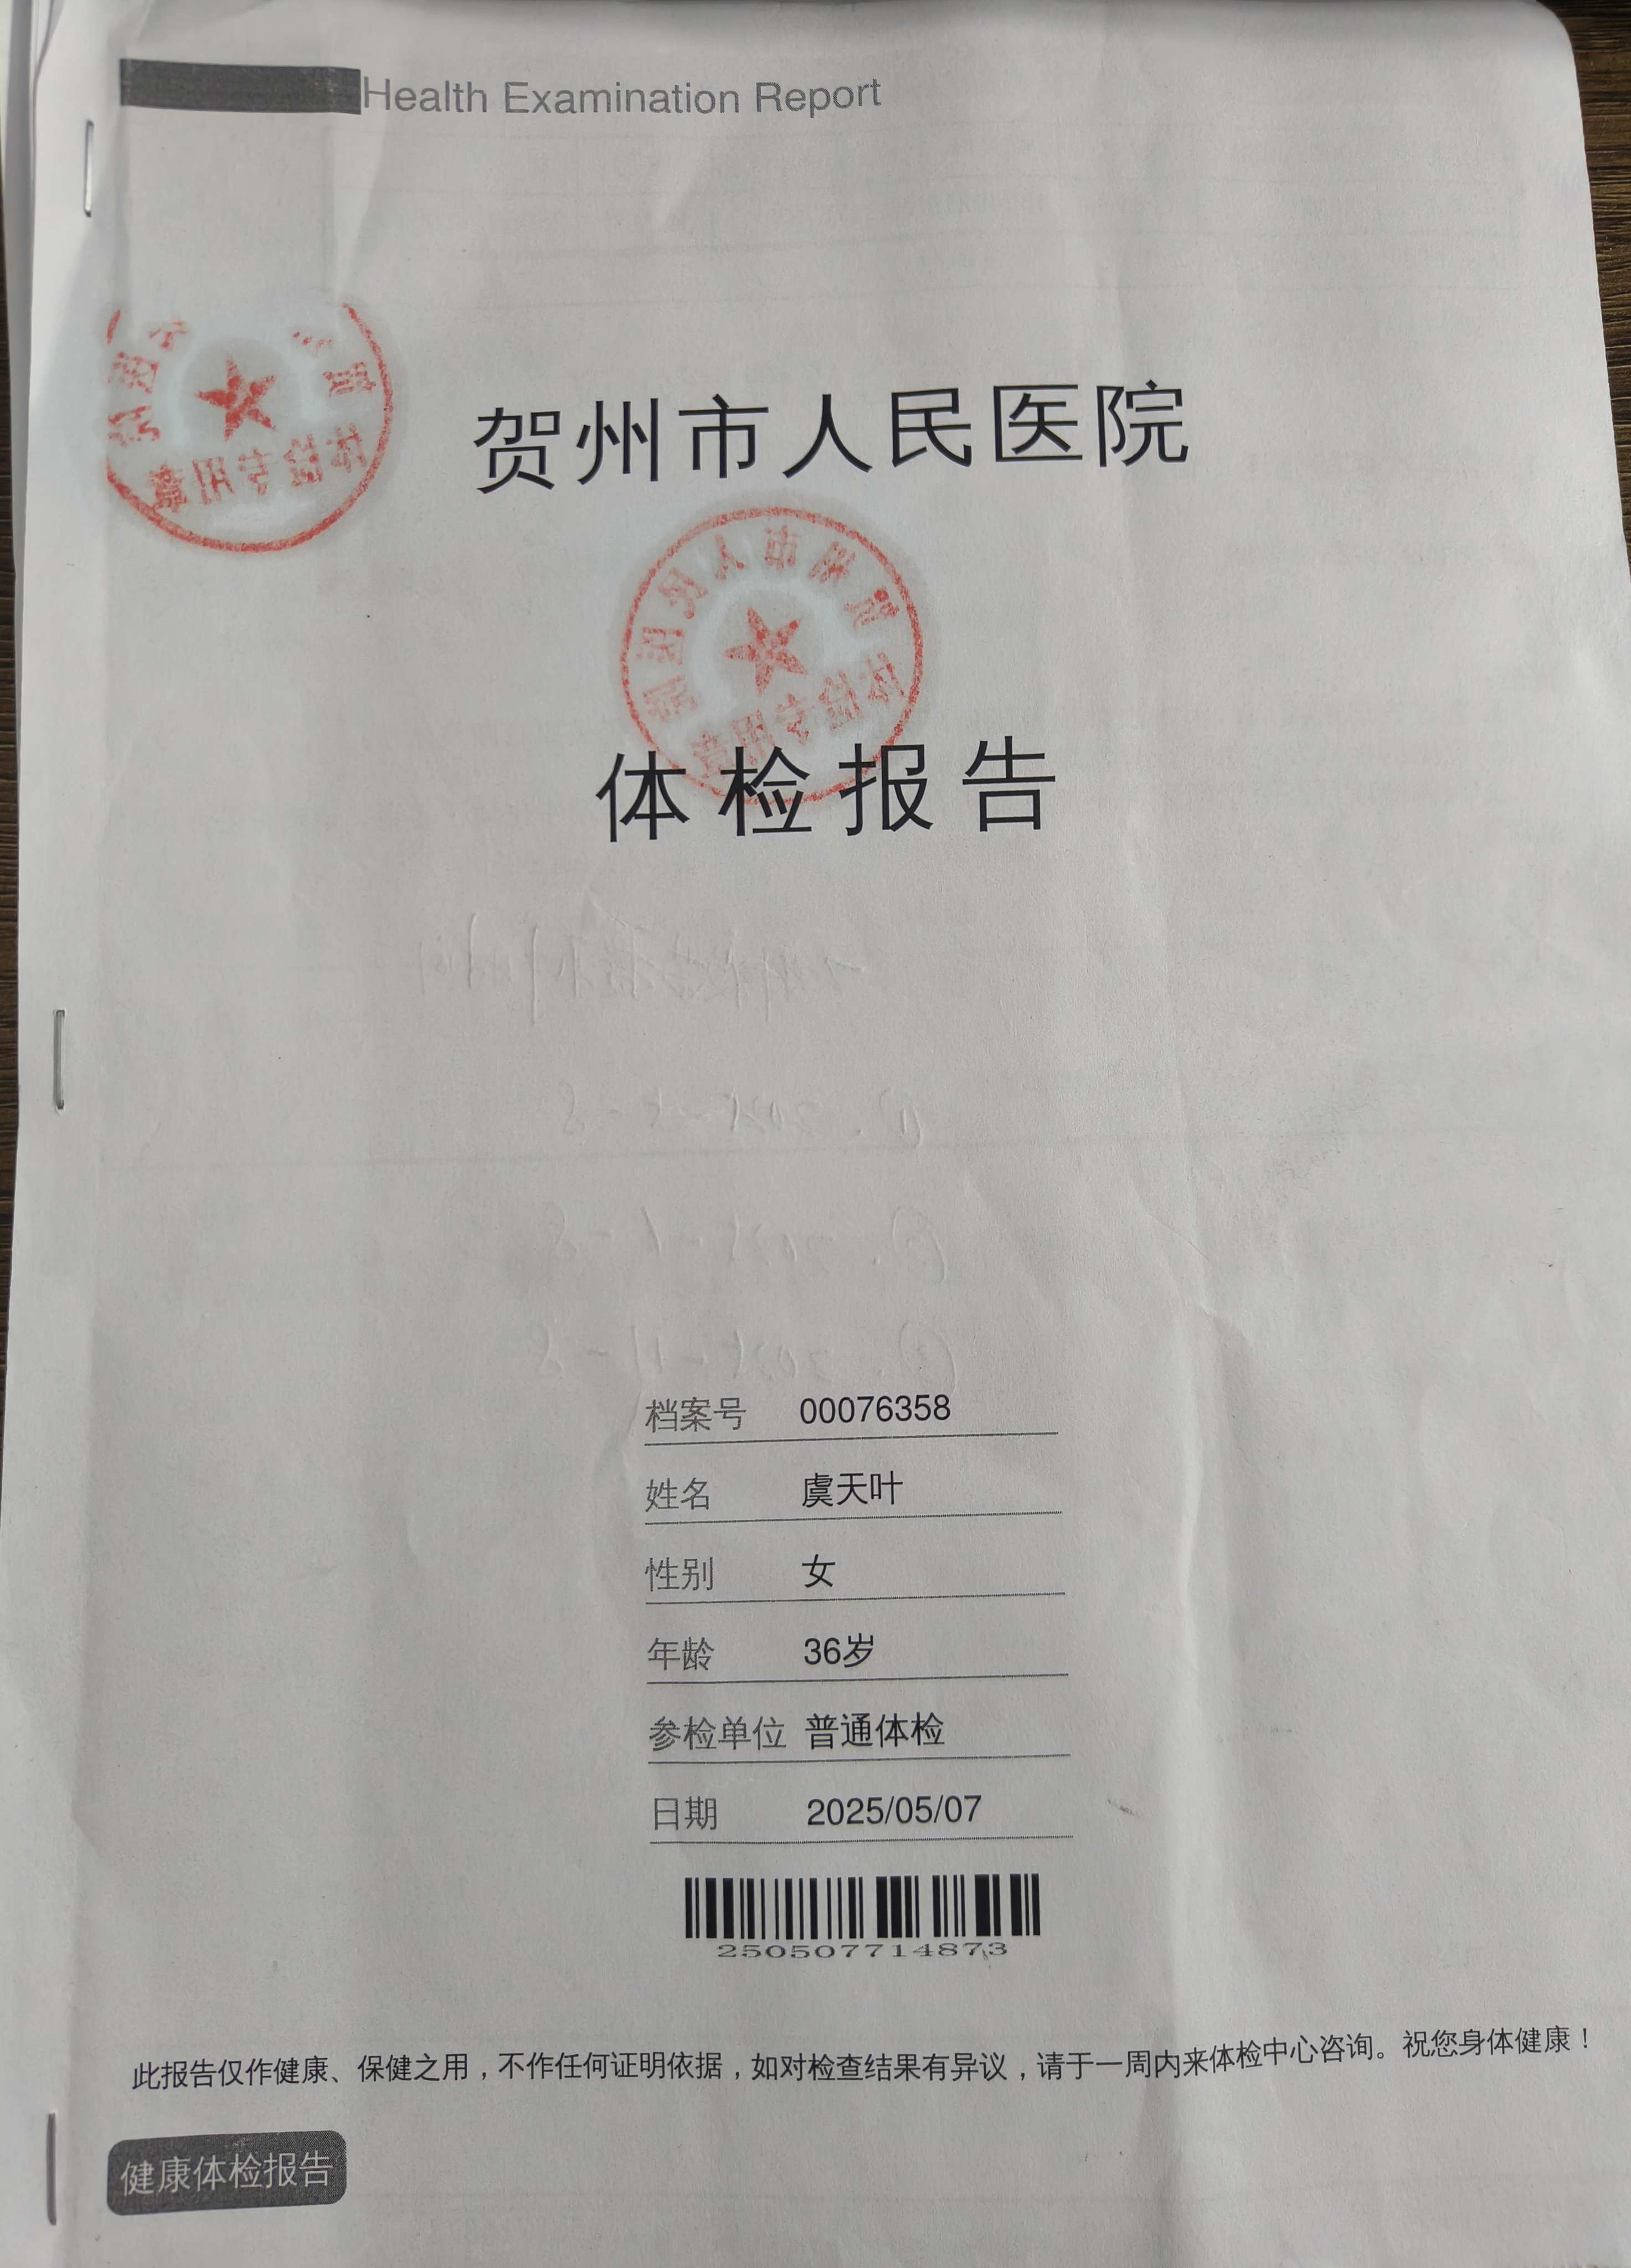 Health Examination Report
贺州市人民医院
体检报告
档案号 00076358
姓名 虞天叶
性别 女
年龄 36岁
参检单位 普通体检
日期 2025/05/07
250507714873
此报告仅作健康、保健之用，不作任何证明依据，如对检查结果有异议，请于一周内来体检中心咨询。祝您身体健康！
健康体检报告